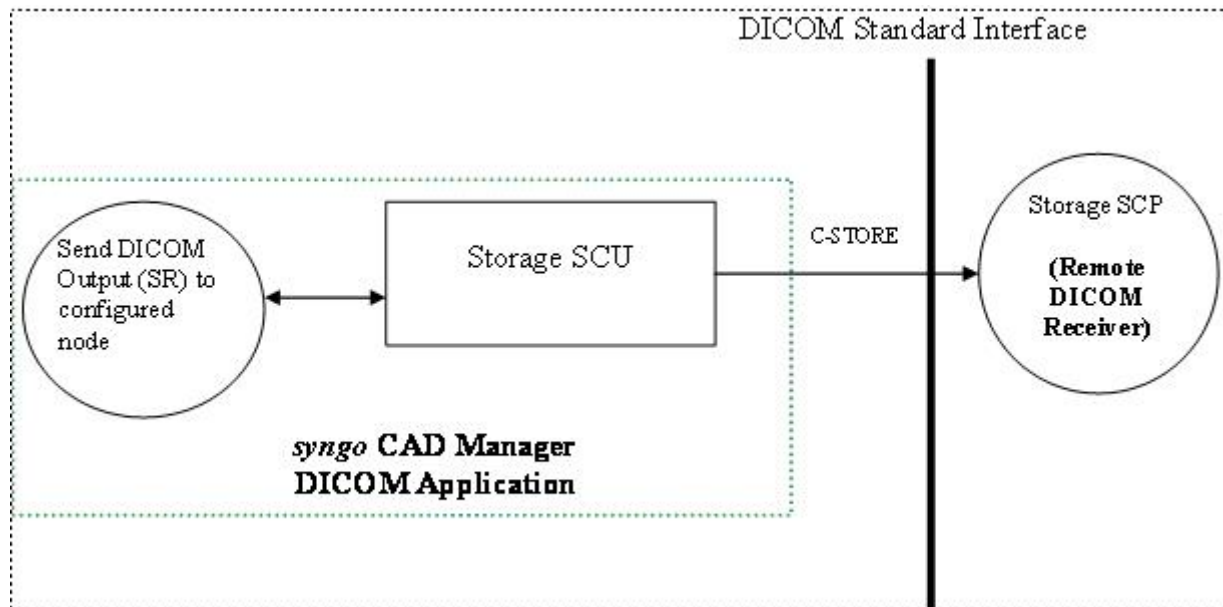 DICOM Standard Interface
Send DICOM
Output (SR) to
configured
node
Storage SCU
C-STORE
Storage SCP
(Remote
DICOM
Receiver)
syngo CAD Manager
DICOM Application